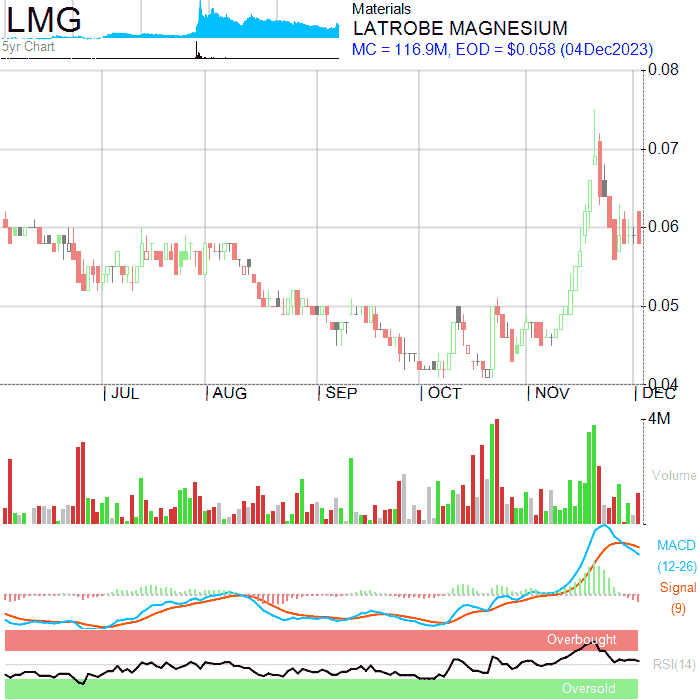 LMG
5yr Chart
Materials
LATROBE MAGNESIUM
MC = 116.9M, EOD = $0.058 (04Dec2023)
0.08
0.07
0.06
0.05
0.04
JUL AUG SEP OCT NOV DEC
4M
Volume
MACD
(12-26)
Signal
(9)
Overbought
RSI(14)
Oversold